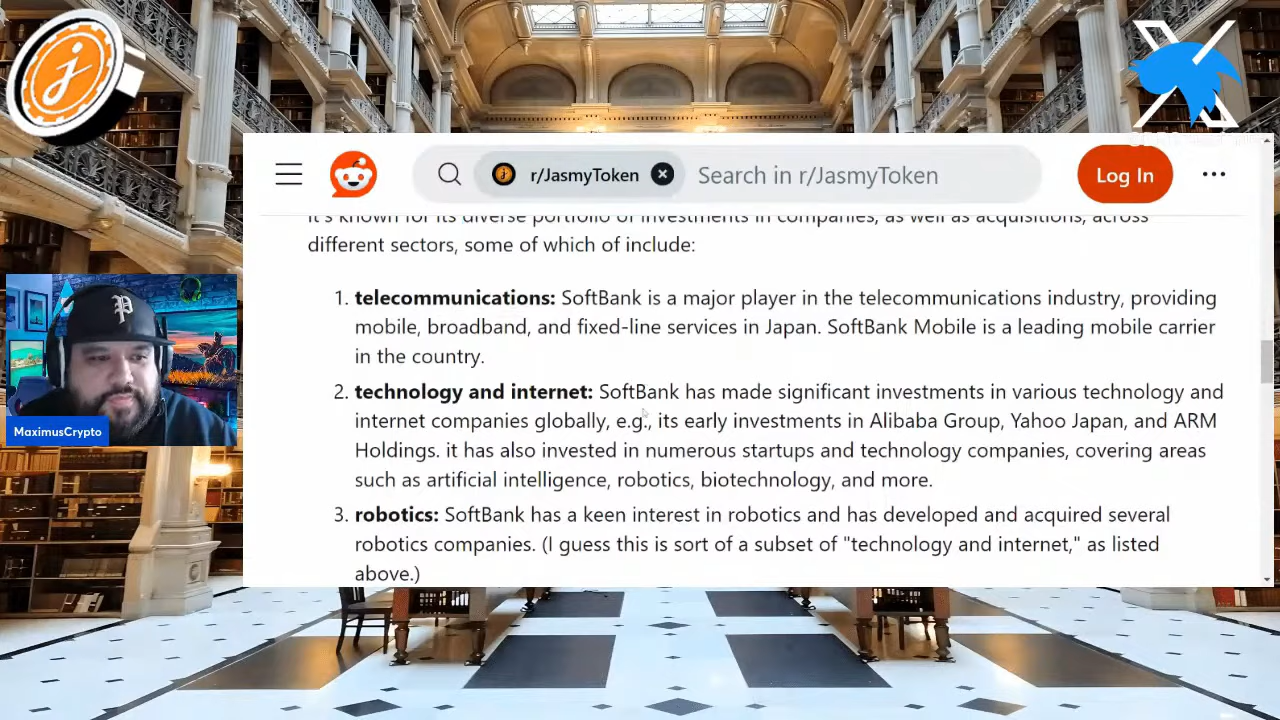 r/JasmyToken
Search in r/JasmyToken
Log In
It's known for its diverse portfolio of investments in companies, as well as acquisitions, across
different sectors, some of which of include:
1. telecommunications: SoftBank is a major player in the telecommunications industry, providing
mobile, broadband, and fixed-line services in Japan. SoftBank Mobile is a leading mobile carrier
in the country.
2. technology and internet: SoftBank has made significant investments in various technology and
internet companies globally, e.g., its early investments in Alibaba Group, Yahoo Japan, and ARM
Holdings. it has also invested in numerous startups and technology companies, covering areas
such as artificial intelligence, robotics, biotechnology, and more.
3. robotics: SoftBank has a keen interest in robotics and has developed and acquired several
robotics companies. (I guess this is sort of a subset of "technology and internet," as listed
above.)
P
MaximusCrypto